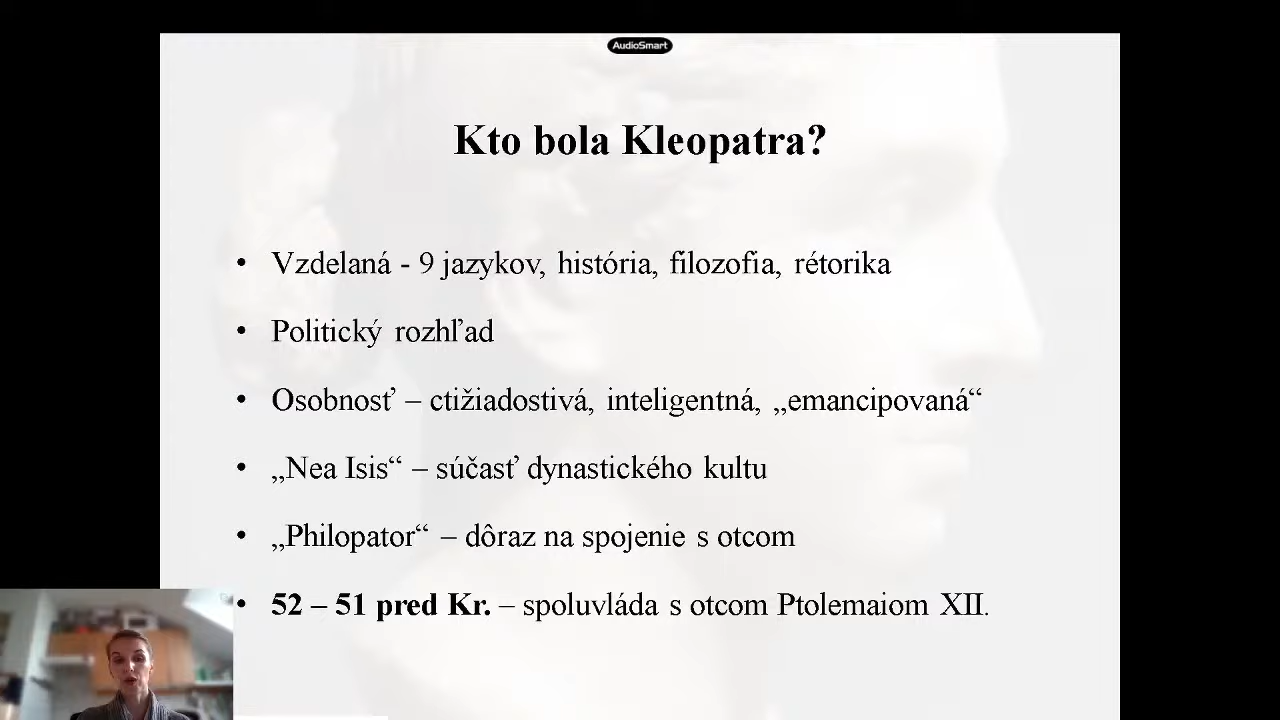 AudioSmart
Kto bola Kleopatra?
• Vzdelaná - 9 jazykov, história, filozofia, rétorika
• Politický rozhľad
• Osobnosť – ctižiadostivá, inteligentná, „emancipovaná“
• „Nea Isis“ – súčasť dynastického kultu
• „Philopator“ – dôraz na spojenie s otcom
• 52 – 51 pred Kr. – spoluvláda s otcom Ptolemaiom XII.